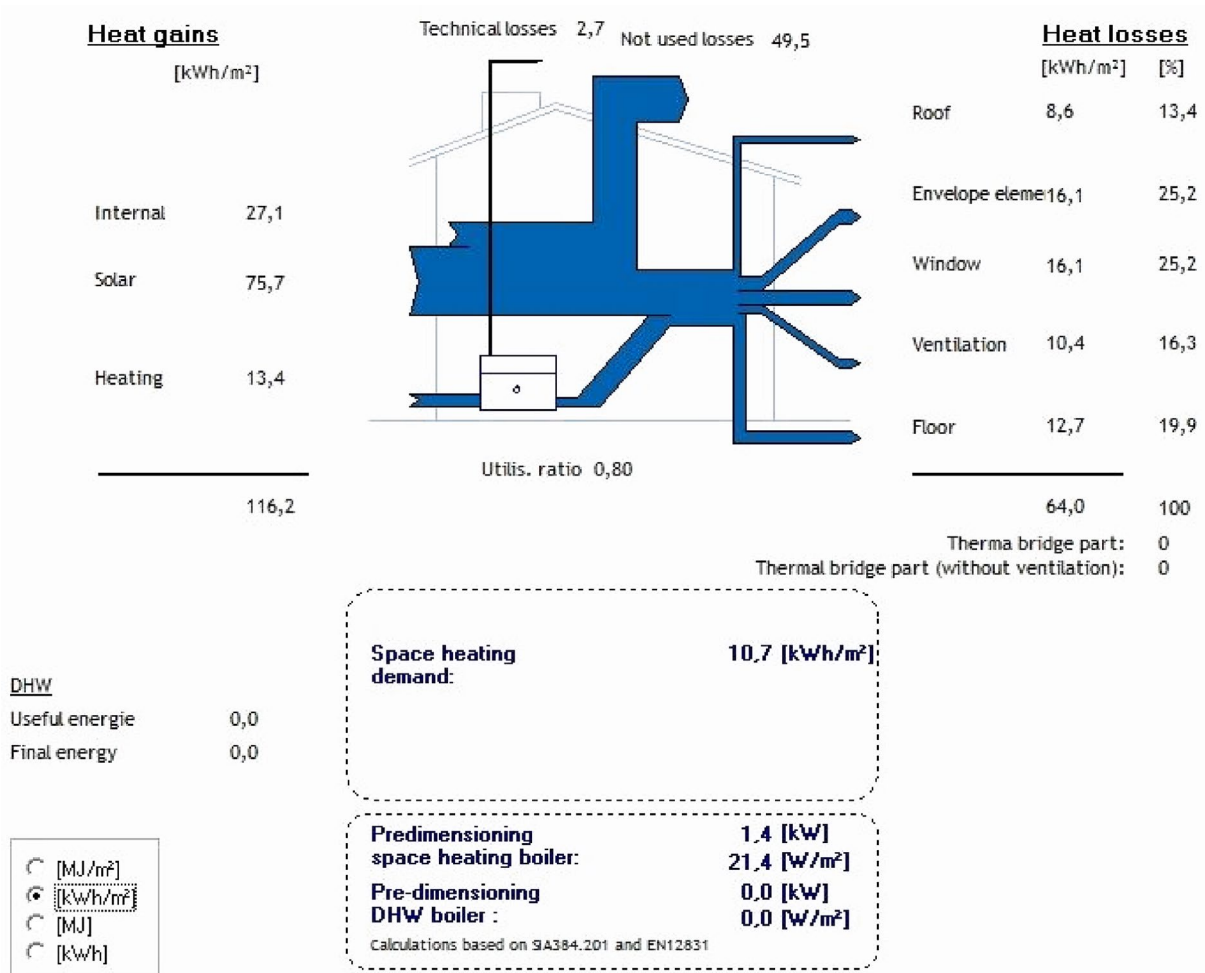 Heat gains
[kWh/m²]
Technical losses 2,7
Not used losses 49,5
Heat losses
[kWh/m²] [%]
Roof 8,6 13,4
Internal 27,1
Envelope eleme 16,1 25,2
Solar 75,7
Window 16,1 25,2
Ventilation 10,4 16,3
Heating 13,4
Floor 12,7 19,9
Utilis. ratio 0,80
116,2
64,0 100
Therma bridge part: 0
Thermal bridge part (without ventilation): 0
Space heating 10,7 [kWh/m²]
demand:
DHW
Useful energie 0,0
Final energy 0,0
Predimensioning 1,4 [kW]
space heating boiler: 21,4 [W/m²]
Pre-dimensioning 0,0 [kW]
DHW boiler : 0,0 [W/m²]
Calculations based on SIA384.201 and EN12831
[MJ/m²]
[kWh/m²]
[MJ]
[kWh]